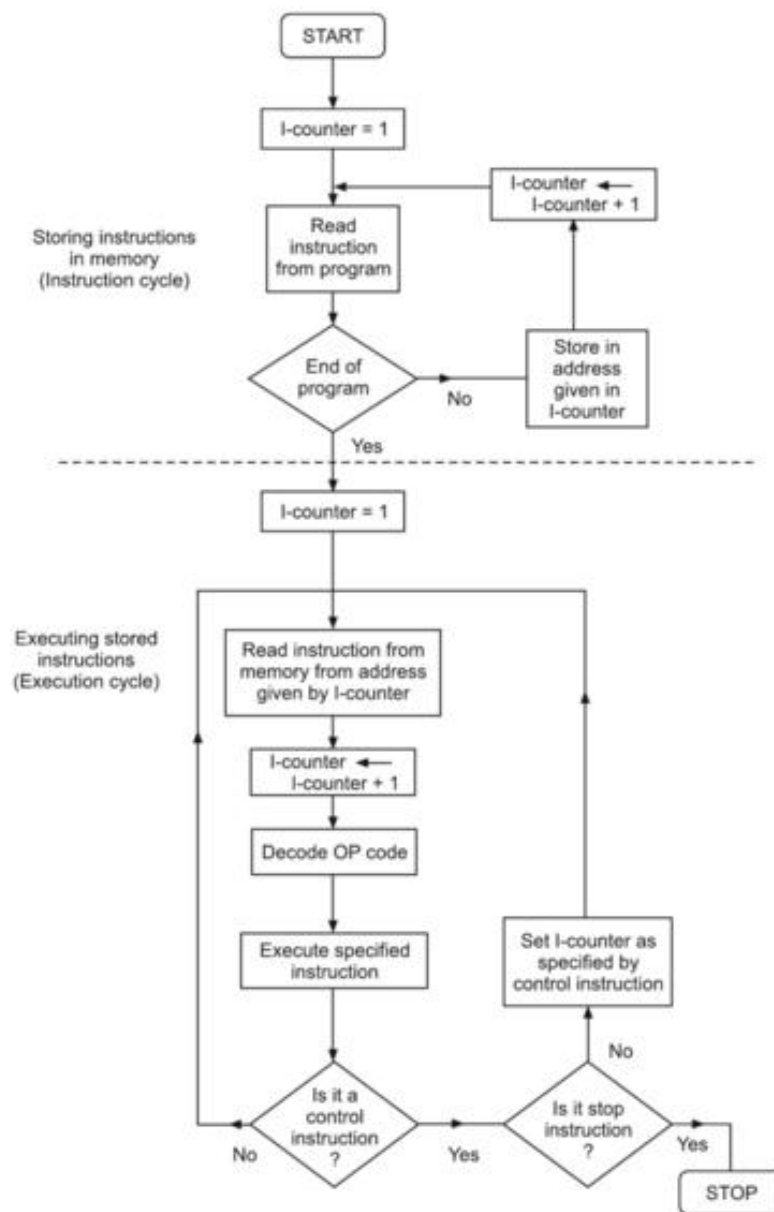 START
I-counter = 1
I-counter ←
I-counter + 1
Storing instructions
in memory
(Instruction cycle)
Read
instruction
from program
End of
program
No
Store in
address
given in
I-counter
Yes
I-counter = 1
Executing stored
instructions
(Execution cycle)
Read instruction from
memory from address
given by I-counter
I-counter ←
I-counter + 1
Decode OP code
Execute specified
instruction
Set I-counter as
specified by
control instruction
No
Is it a
control
instruction
?
No
Yes
Is it stop
instruction
?
Yes
STOP